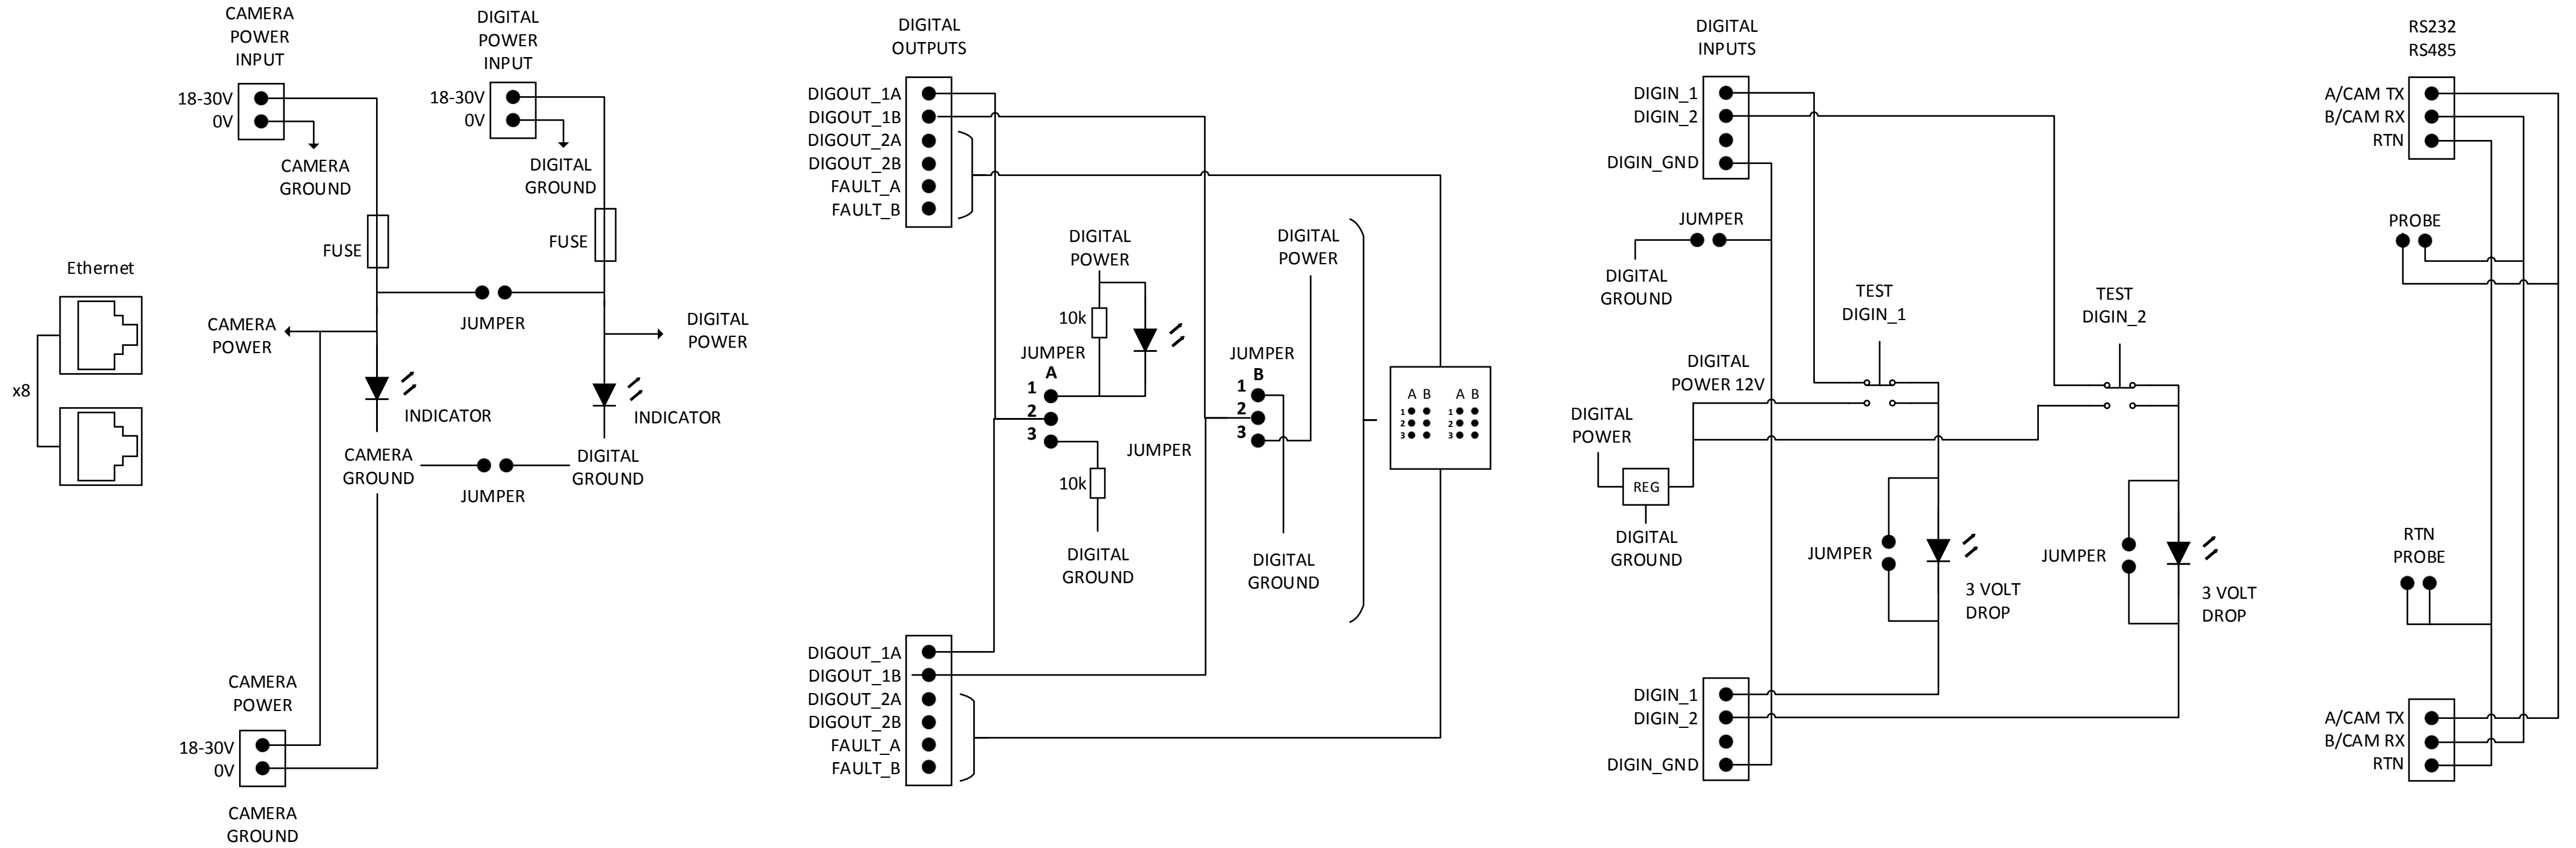 CAMERA
POWER
INPUT
18-30V
0V
CAMERA
GROUND
DIGITAL
POWER
INPUT
18-30V
0V
DIGITAL
GROUND
FUSE
FUSE
Ethernet
x8
JUMPER
CAMERA
POWER
DIGITAL
POWER
INDICATOR
INDICATOR
CAMERA
GROUND
DIGITAL
GROUND
JUMPER
CAMERA
POWER
18-30V
0V
CAMERA
GROUND
DIGITAL
OUTPUTS
DIGOUT_1A
DIGOUT_1B
DIGOUT_2A
DIGOUT_2B
FAULT_A
FAULT_B
DIGITAL
POWER
10k
JUMPER
A
1
2
3
10k
DIGITAL
GROUND
DIGITAL
POWER
JUMPER
B
1
2
3
JUMPER
DIGITAL
GROUND
A B A B
1 1
2 2
3 3
DIGOUT_1A
DIGOUT_1B
DIGOUT_2A
DIGOUT_2B
FAULT_A
FAULT_B
DIGITAL
INPUTS
DIGIN_1
DIGIN_2
DIGIN_GND
JUMPER
DIGITAL
GROUND
TEST
DIGIN_1
TEST
DIGIN_2
DIGITAL
POWER 12V
DIGITAL
POWER
REG
DIGITAL
GROUND
JUMPER
3 VOLT
DROP
JUMPER
3 VOLT
DROP
DIGIN_1
DIGIN_2
DIGIN_GND
RS232
RS485
A/CAM TX
B/CAM RX
RTN
PROBE
RTN
PROBE
A/CAM TX
B/CAM RX
RTN